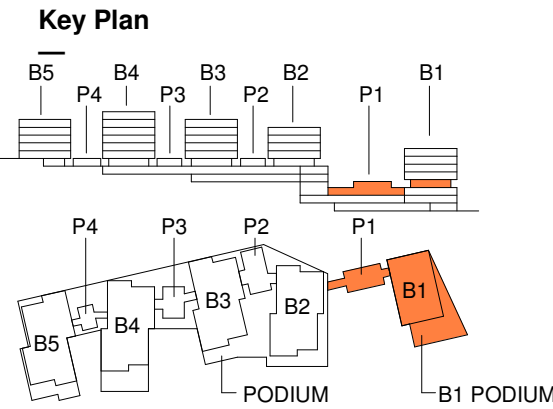 Key Plan
B5 B4 B3 B2 B1
P4 P3 P2 P1
P4 P3 P2 P1
B5 B4 B3 B2 B1
PODIUM B1 PODIUM